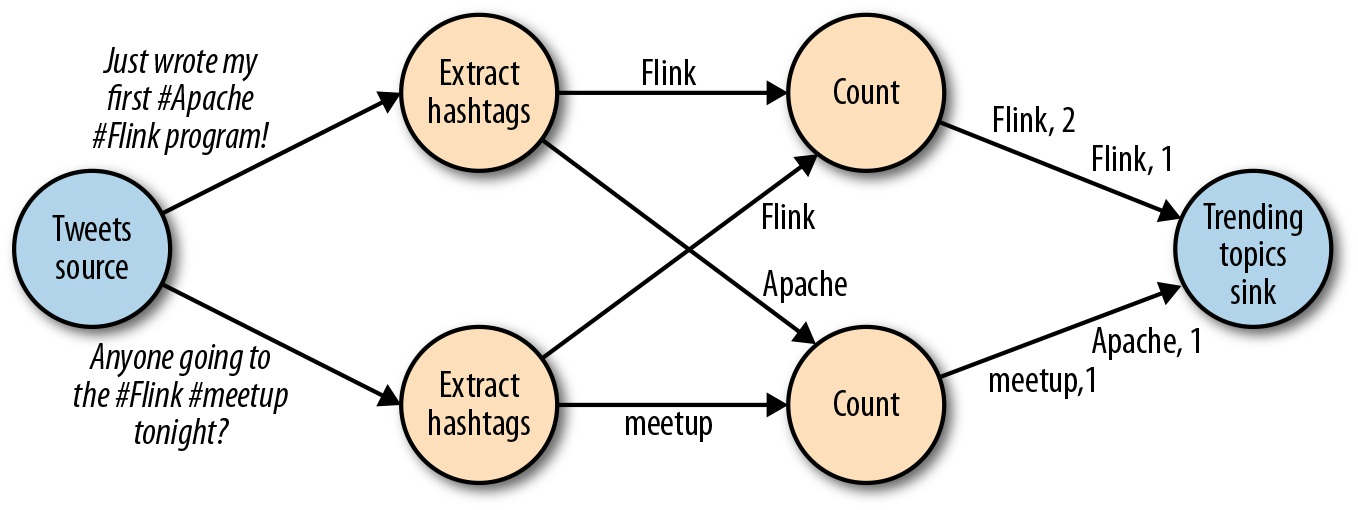 Just wrote my
first #Apache
#Flink program!
Tweets
source
Anyone going to
the #Flink #meetup
tonight?
Extract
hashtags
Extract
hashtags
Flink
Flink
Apache
meetup
Count
Count
Flink, 2
Flink, 1
Apache, 1
meetup,1
Trending
topics
sink